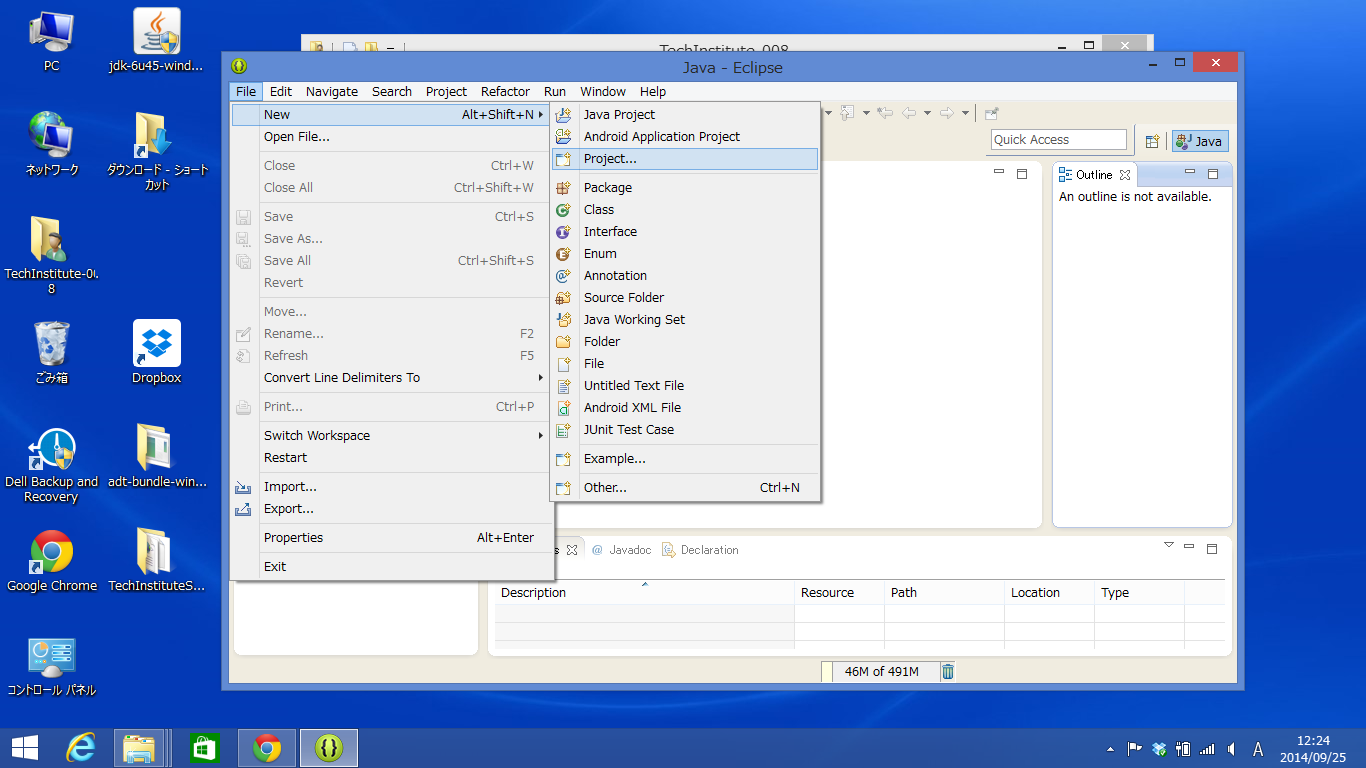 PC
jdk-6u45-wind...
ネットワーク
ダウンロード - ショート
カット
TechInstitute-00
8
ごみ箱
Dropbox
Dell Backup and
Recovery
adt-bundle-win...
Google Chrome
TechInstituteS...
コントロール パネル
TechInstitute-008
Java - Eclipse
File Edit Navigate Search Project Refactor Run Window Help
New Alt+Shift+N
Open File...
Close Ctrl+W
Close All Ctrl+Shift+W
Save Ctrl+S
Save As...
Save All Ctrl+Shift+S
Revert
Move...
Rename... F2
Refresh F5
Convert Line Delimiters To
Print... Ctrl+P
Switch Workspace
Restart
Import...
Export...
Properties Alt+Enter
Exit
Java Project
Android Application Project
Project...
Package
Class
Interface
Enum
Annotation
Source Folder
Java Working Set
Folder
File
Untitled Text File
Android XML File
JUnit Test Case
Example...
Other... Ctrl+N
Quick Access
Java
Outline
An outline is not available.
@ Javadoc Declaration
Description Resource Path Location Type
46M of 491M
A
12:24
2014/09/25